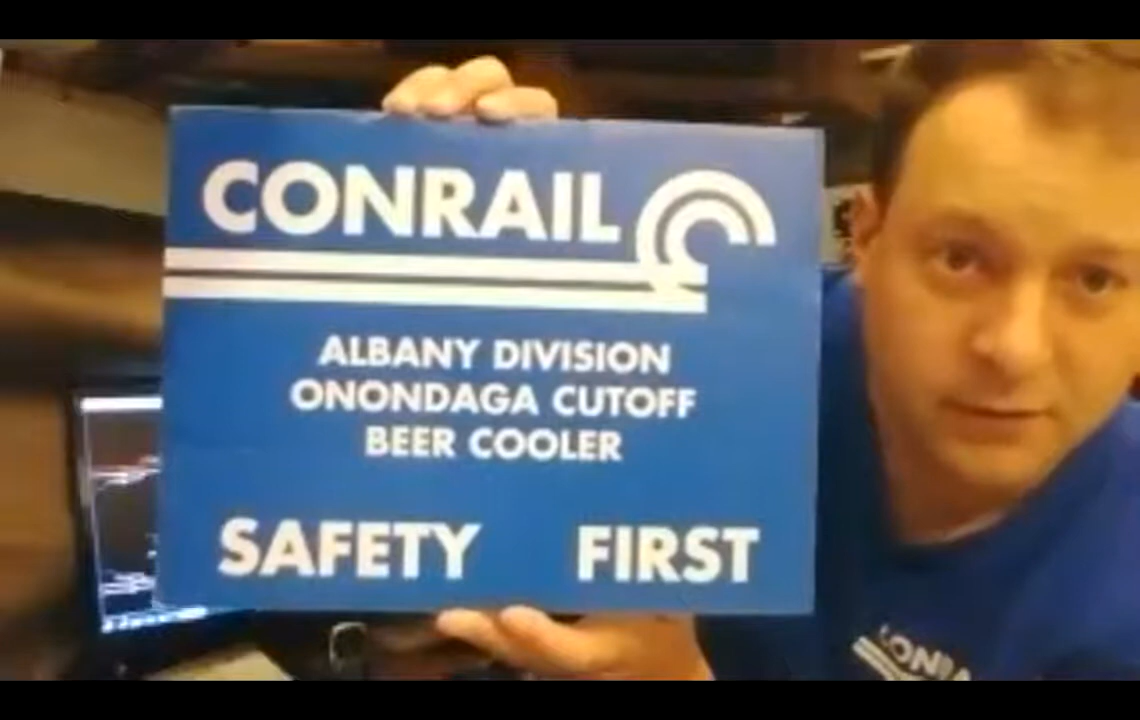 CONRAIL
ALBANY DIVISION
ONONDAGA CUTOFF
BEER COOLER
SAFETY FIRST